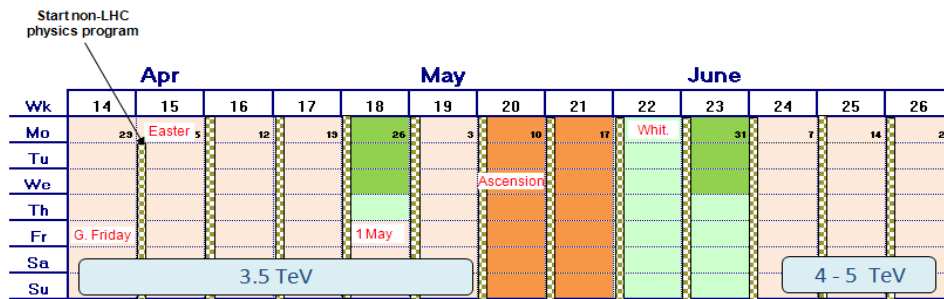 Start non-LHC
physics program
Apr May June
Wk 14 15 16 17 18 19 20 21 22 23 24 25 26
Mo 29 Easter 5 12 19 26 3 10 17 Whit. 31 7 14 2
Tu
We Ascension
Th
Fr G. Friday 1 May
Sa
3.5 TeV 4 - 5 TeV
Su